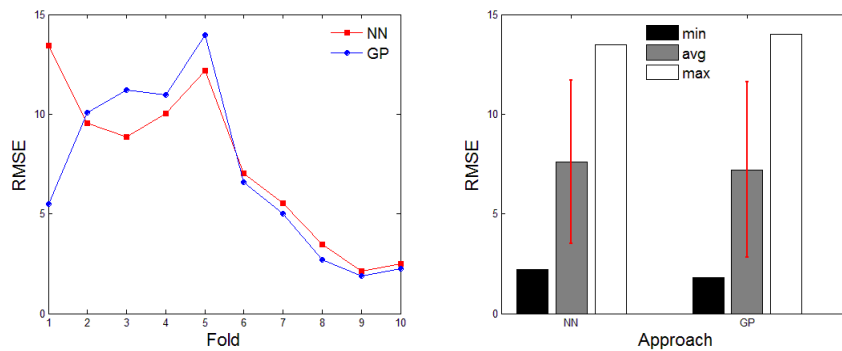 15
10
5
0
RMSE
NN
GP
1 2 3 4 5 6 7 8 9 10
Fold
15
10
5
0
RMSE
min
avg
max
NN GP
Approach